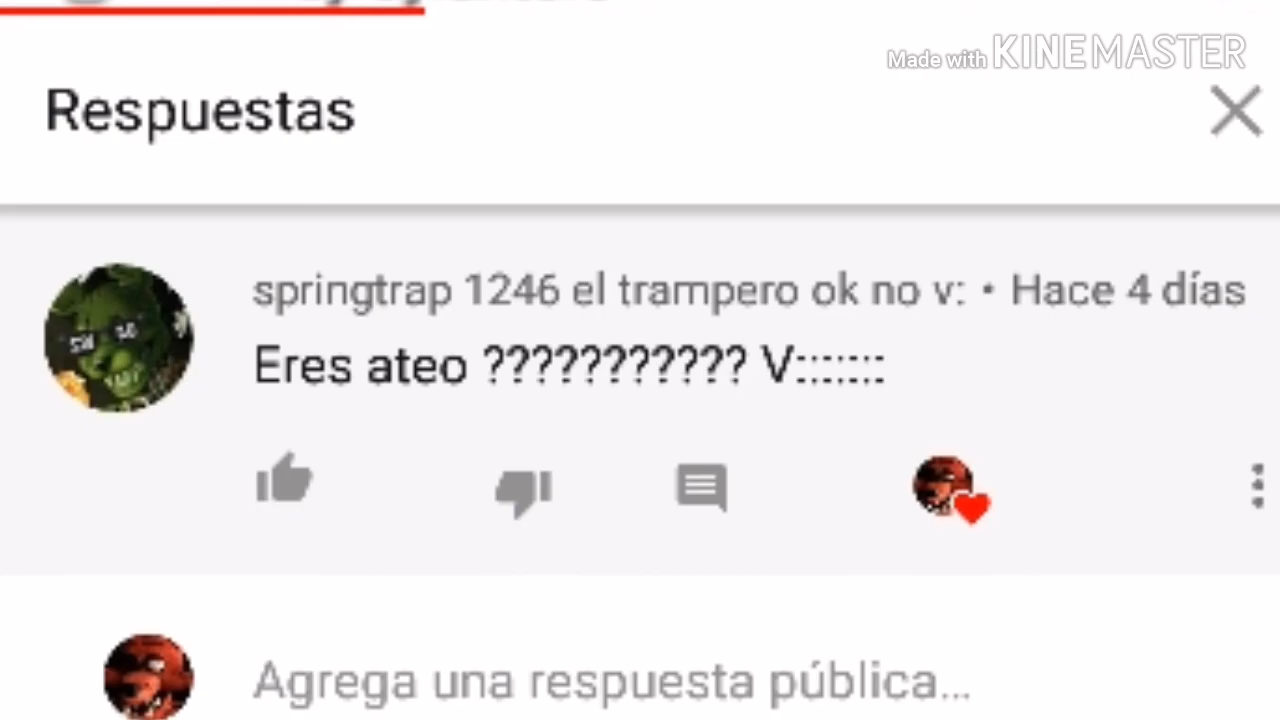 Made with KINEMASTER
Respuestas
springtrap 1246 el trampero ok no v: • Hace 4 días
Eres ateo ??????????? V:::::::
Agrega una respuesta pública...